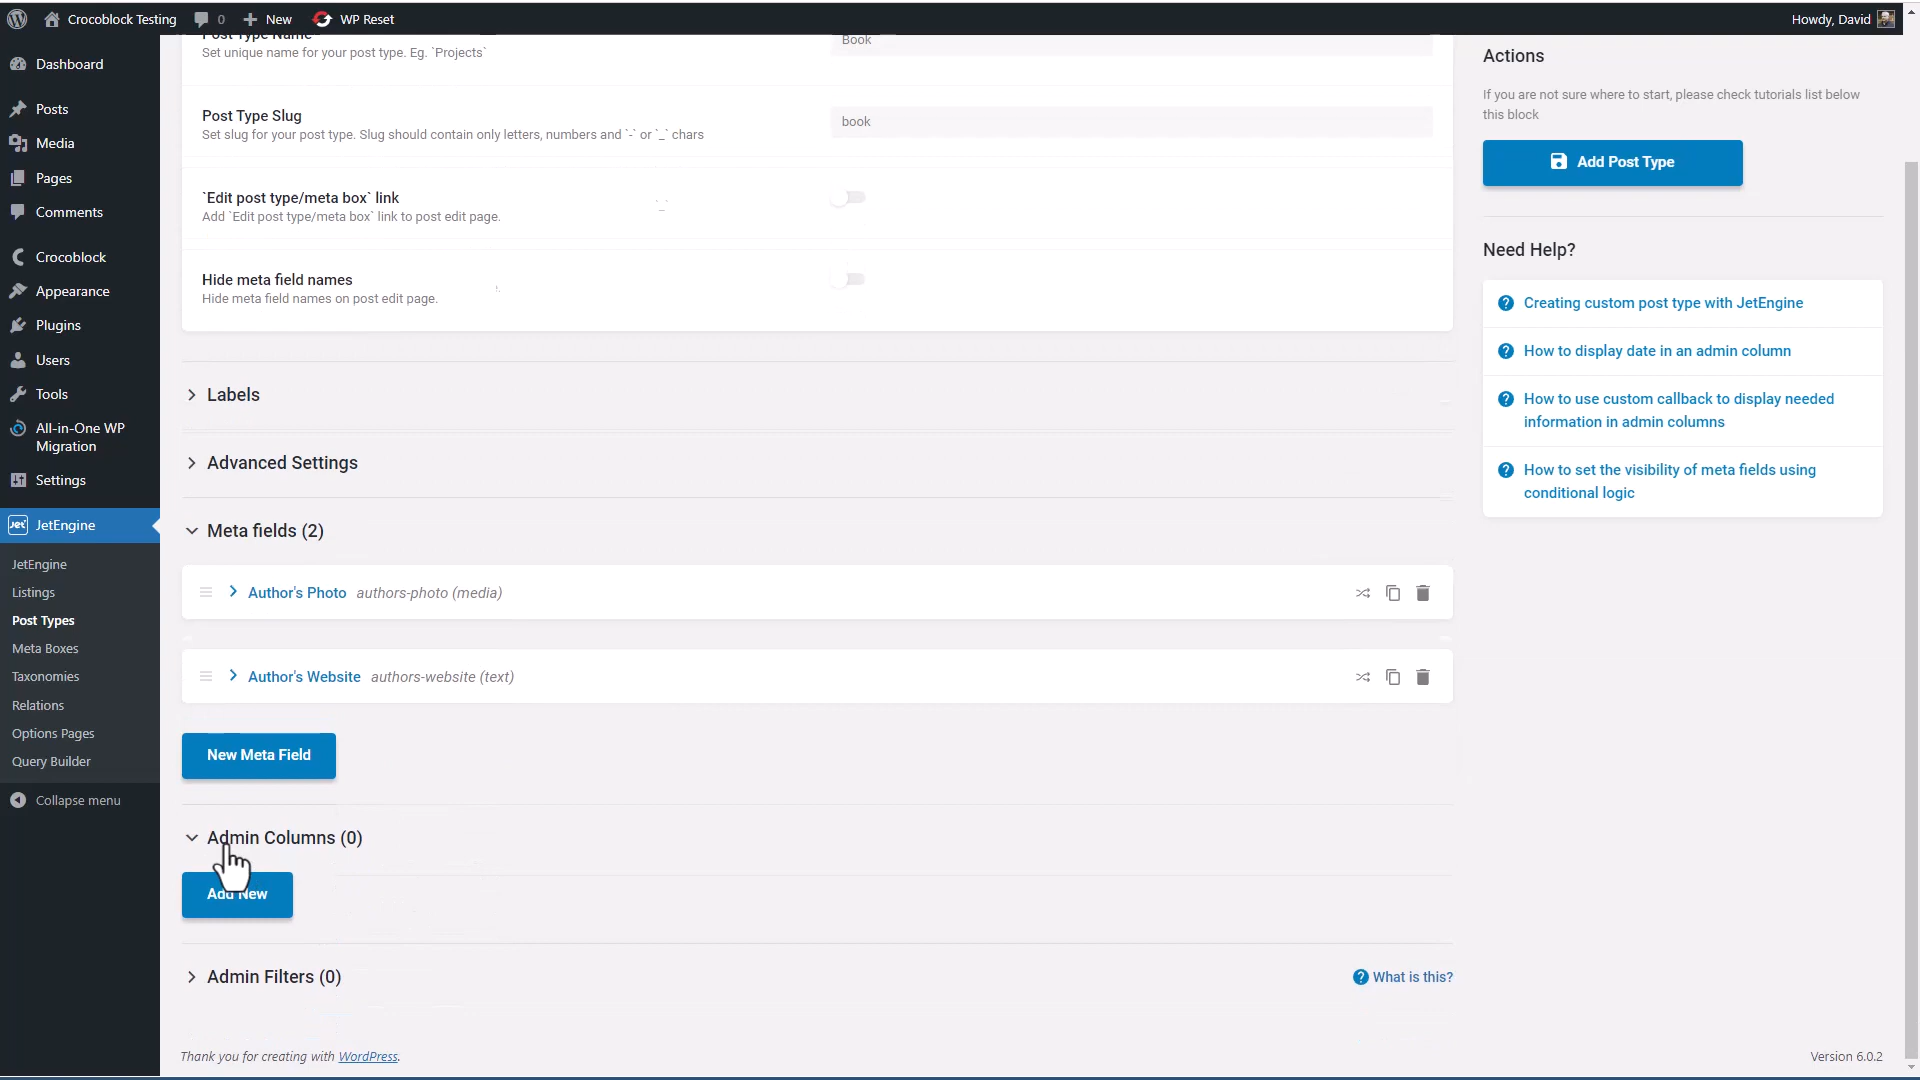 Crocoblock Testing
0
New
WP Reset
Howdy, David
Dashboard
Posts
Media
Pages
Comments
Crocoblock
Appearance
Plugins
Users
Tools
All-in-One WP
Migration
Settings
JetEngine
JetEngine
Listings
Post Types
Meta Boxes
Taxonomies
Relations
Options Pages
Query Builder
Collapse menu
Post Type Name
Set unique name for your post type. Eg. `Projects`
Book
Post Type Slug
Set slug for your post type. Slug should contain only letters, numbers and `-` or `_` chars
book
`Edit post type/meta box` link
Add `Edit post type/meta box` link to post edit page.
Hide meta field names
Hide meta field names on post edit page.
Labels
Advanced Settings
Meta fields (2)
Author's Photo authors-photo (media)
Author's Website authors-website (text)
New Meta Field
Admin Columns (0)
Add New
Admin Filters (0)
What is this?
Thank you for creating with WordPress.
Version 6.0.2
Actions
If you are not sure where to start, please check tutorials list below
this block
Add Post Type
Need Help?
Creating custom post type with JetEngine
How to display date in an admin column
How to use custom callback to display needed
information in admin columns
How to set the visibility of meta fields using
conditional logic